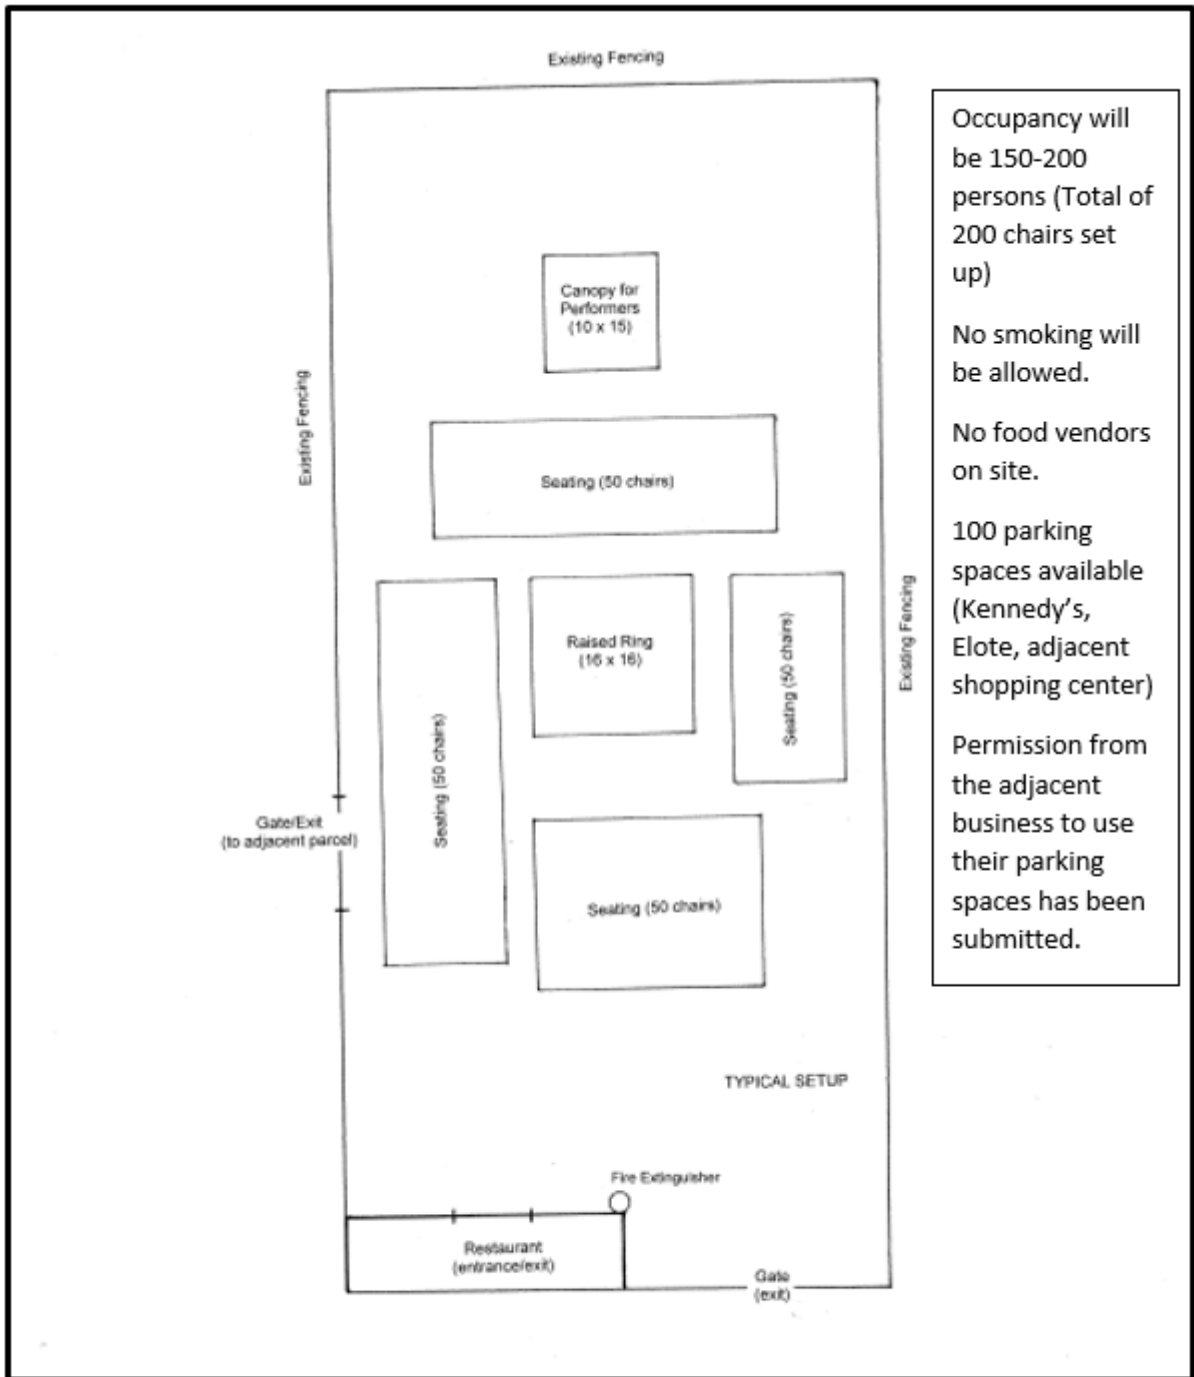 Existing Fencing
Occupancy will
be 150-200
persons (Total of
200 chairs set
up)
No smoking will
be allowed.
No food vendors
on site.
100 parking
spaces available
(Kennedy's,
Elote, adjacent
shopping center)
Permission from
the adjacent
business to use
their parking
spaces has been
submitted.
Canopy for
Performers
(10 x 15)
Existing Fencing
Seating (50 chairs)
Existing Fencing
Raised Ring
(16 x 16)
Seating (50 chairs)
Seating (50 chairs)
Gate/Exit
(to adjacent parcel)
Seating (50 chairs)
TYPICAL SETUP
Fire Extinguisher
Restaurant
(entrance/exit)
Gate
(exit)